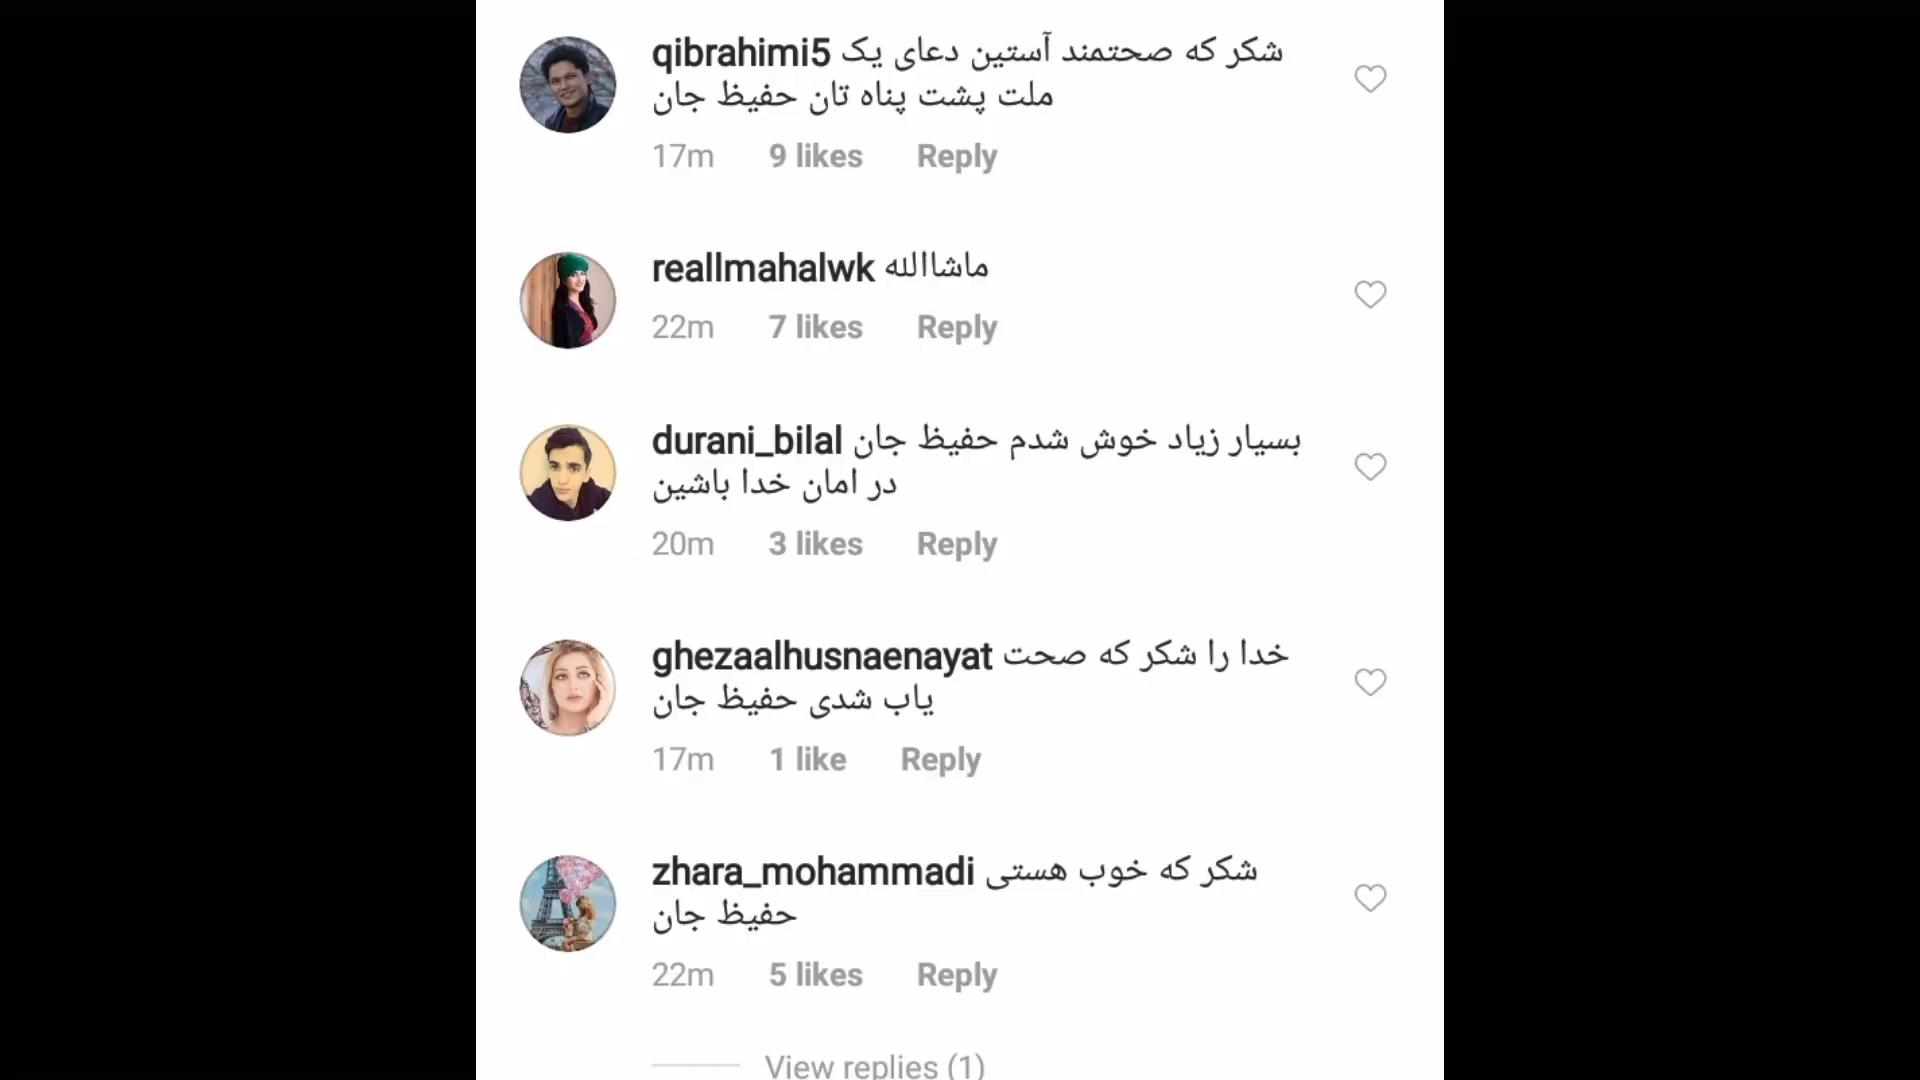 qibrahimi5 شکر که صحتمند آستین دعای یک
ملت پشت پناه تان حفیظ جان
17m 9 likes Reply
reallmahalwk ماشاالله
22m 7 likes Reply
durani_bilal بسیار زیاد خوش شدم حفیظ جان
در امان خدا باشین
20m 3 likes Reply
ghezaalhusnaenayat خدا را شکر که صحت
یاب شدی حفیظ جان
17m 1 like Reply
zhara_mohammadi شکر که خوب هستی
حفیظ جان
22m 5 likes Reply
View replies (1)